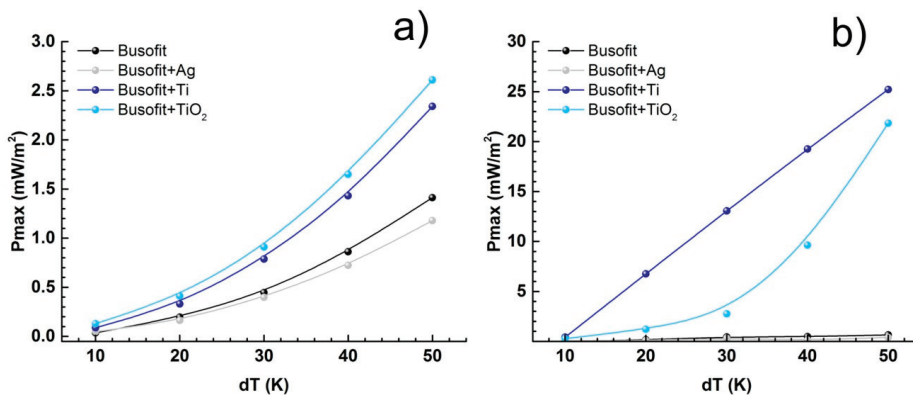 a)
Pmax (mW/m²)
3.0
2.5
2.0
1.5
1.0
0.5
0.0
Busofit
Busofit+Ag
Busofit+Ti
Busofit+TiO₂
10 20 30 40 50
dT (K)
b)
Pmax (mW/m²)
30
25
20
15
10
5
Busofit
Busofit+Ag
Busofit+Ti
Busofit+TiO₂
10 20 30 40 50
dT (K)